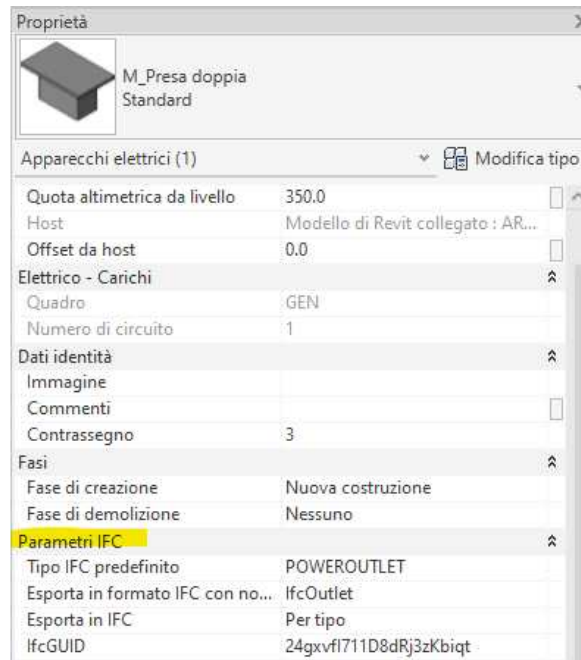 Proprietà
M_Presa doppia
Standard
Apparecchi elettrici (1) Modifica tipo
Quota altimetrica da livello 350.0
Host Modello di Revit collegato : AR...
Offset da host 0.0
Elettrico - Carichi
Quadro GEN
Numero di circuito 1
Dati identità
Immagine
Commenti
Contrassegno 3
Fasi
Fase di creazione Nuova costruzione
Fase di demolizione Nessuno
Parametri IFC
Tipo IFC predefinito POWEROUTLET
Esporta in formato IFC con no... IfcOutlet
Esporta in IFC Per tipo
IfcGUID 24gxvfl711D8dRj3zKbiqt